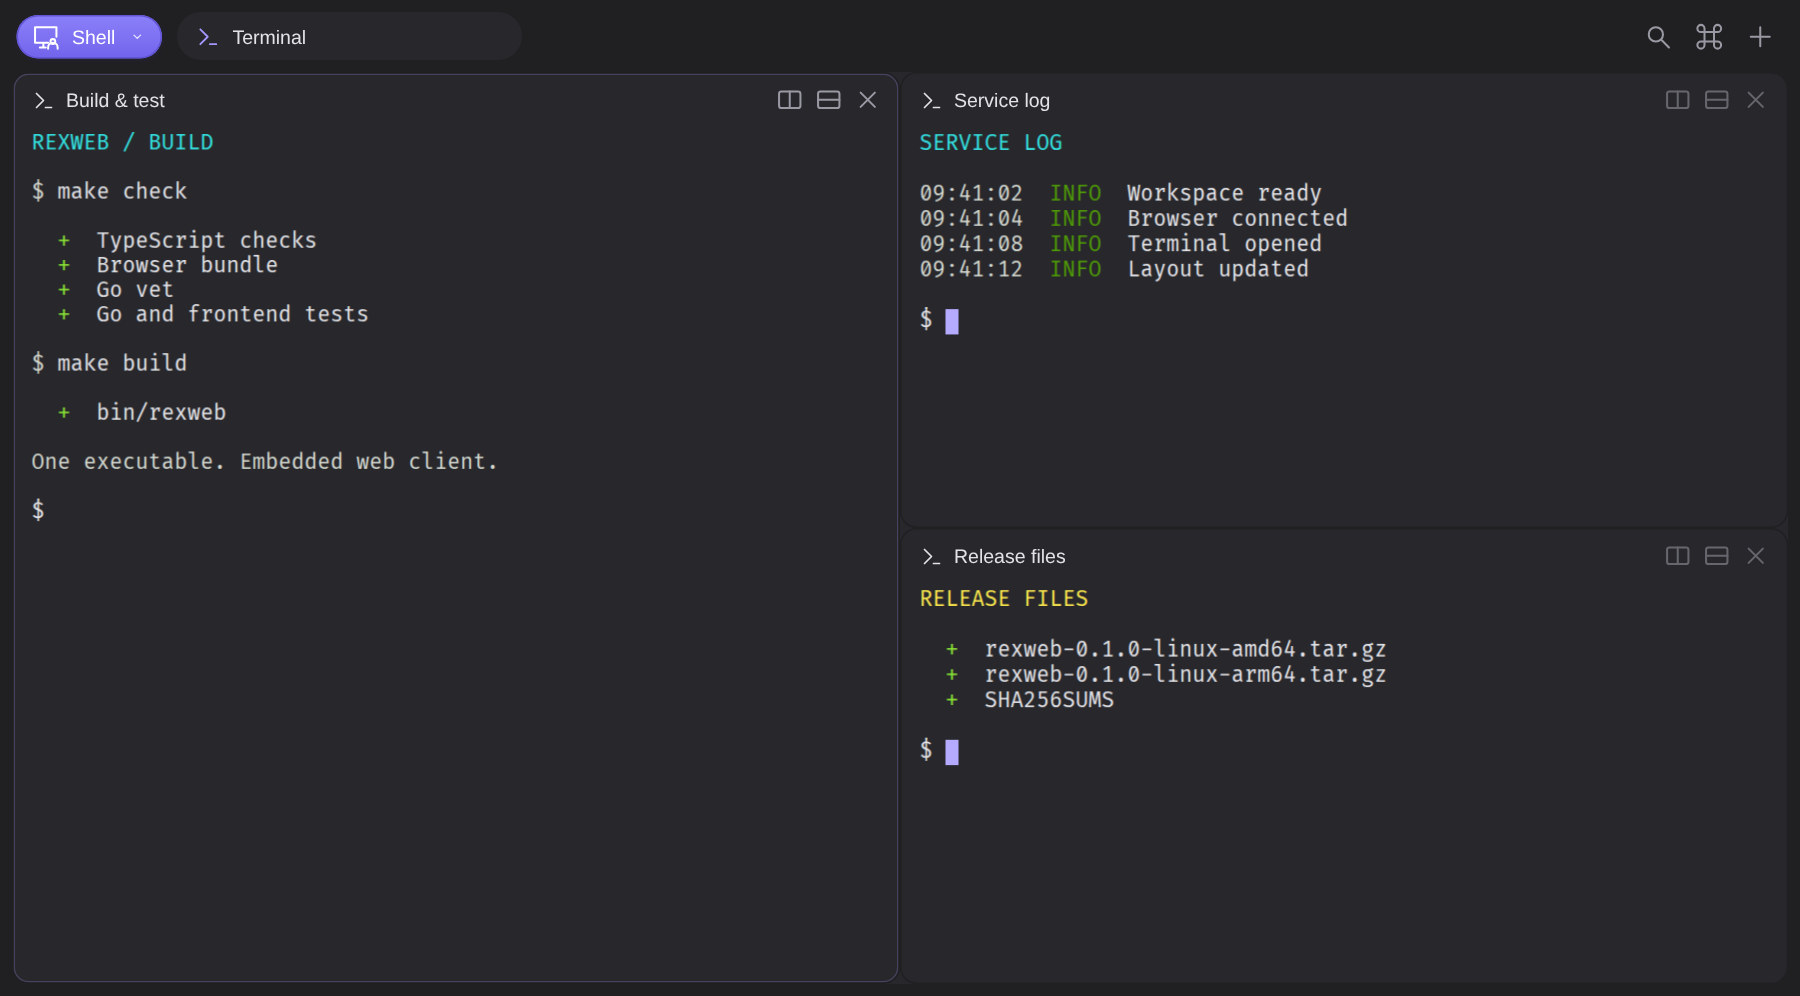 Shell
Terminal
Build & test
REXWEB / BUILD
$ make check
+ TypeScript checks
+ Browser bundle
+ Go vet
+ Go and frontend tests
$ make build
+ bin/rexweb
One executable. Embedded web client.
$
Service log
SERVICE LOG
09:41:02 INFO Workspace ready
09:41:04 INFO Browser connected
09:41:08 INFO Terminal opened
09:41:12 INFO Layout updated
$
Release files
RELEASE FILES
+ rexweb-0.1.0-linux-amd64.tar.gz
+ rexweb-0.1.0-linux-arm64.tar.gz
+ SHA256SUMS
$